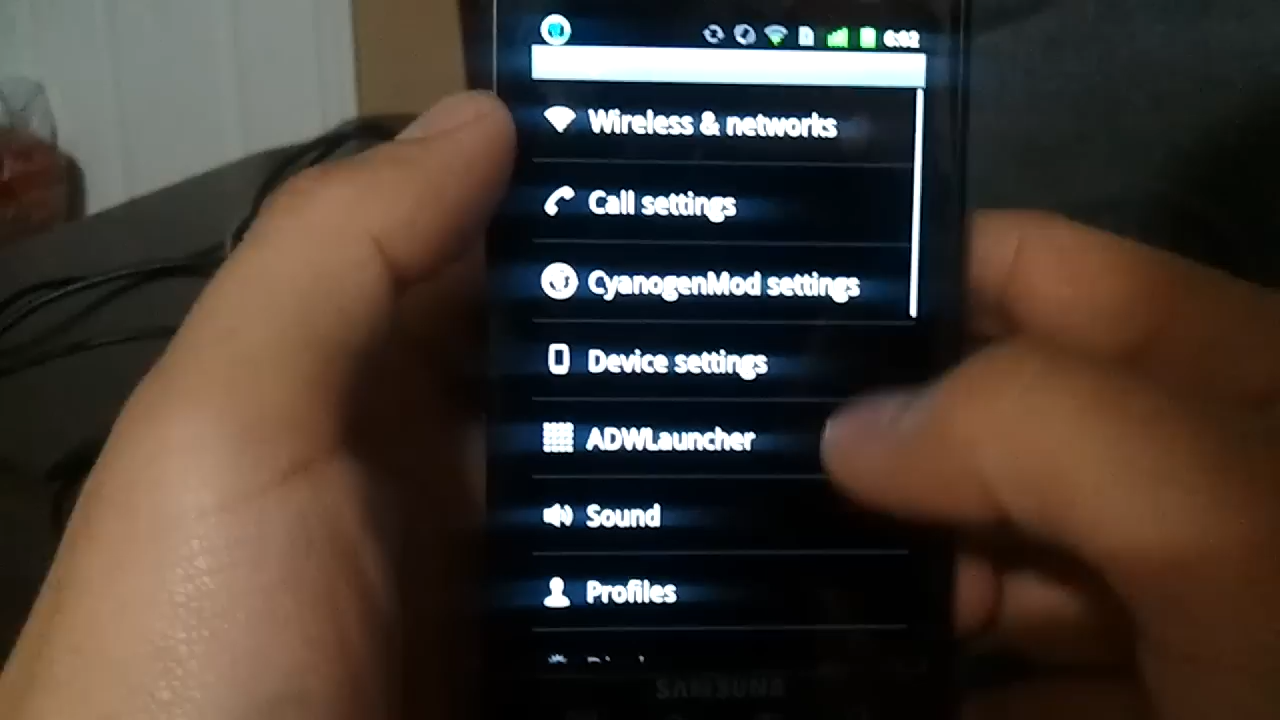 Wireless & networks
Call settings
CyanogenMod settings
Device settings
ADWLauncher
Sound
Profiles
SAMSUNG